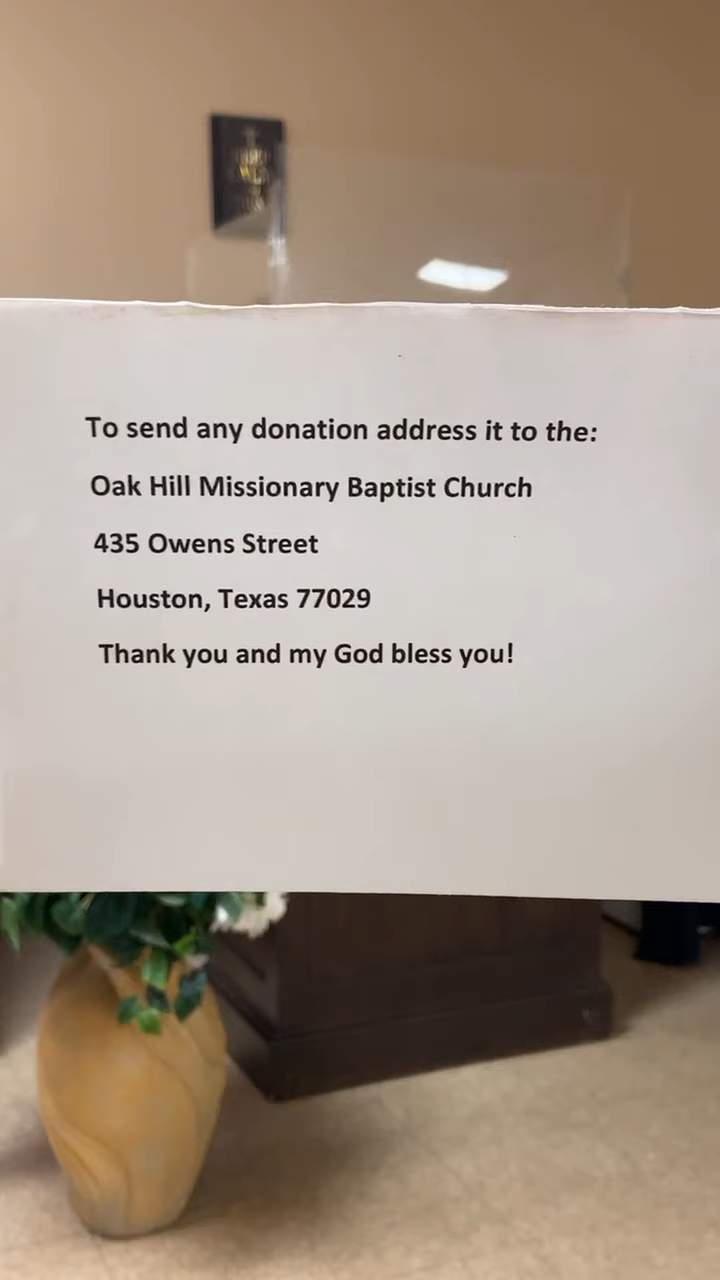 To send any donation address it to the:
Oak Hill Missionary Baptist Church
435 Owens Street
Houston, Texas 77029
Thank you and my God bless you!